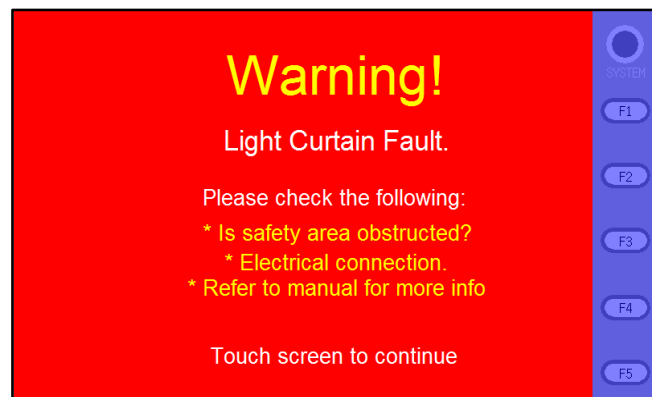 Warning!
Light Curtain Fault.
Please check the following:
* Is safety area obstructed?
* Electrical connection.
* Refer to manual for more info
Touch screen to continue
SYSTEM
F1
F2
F3
F4
F5